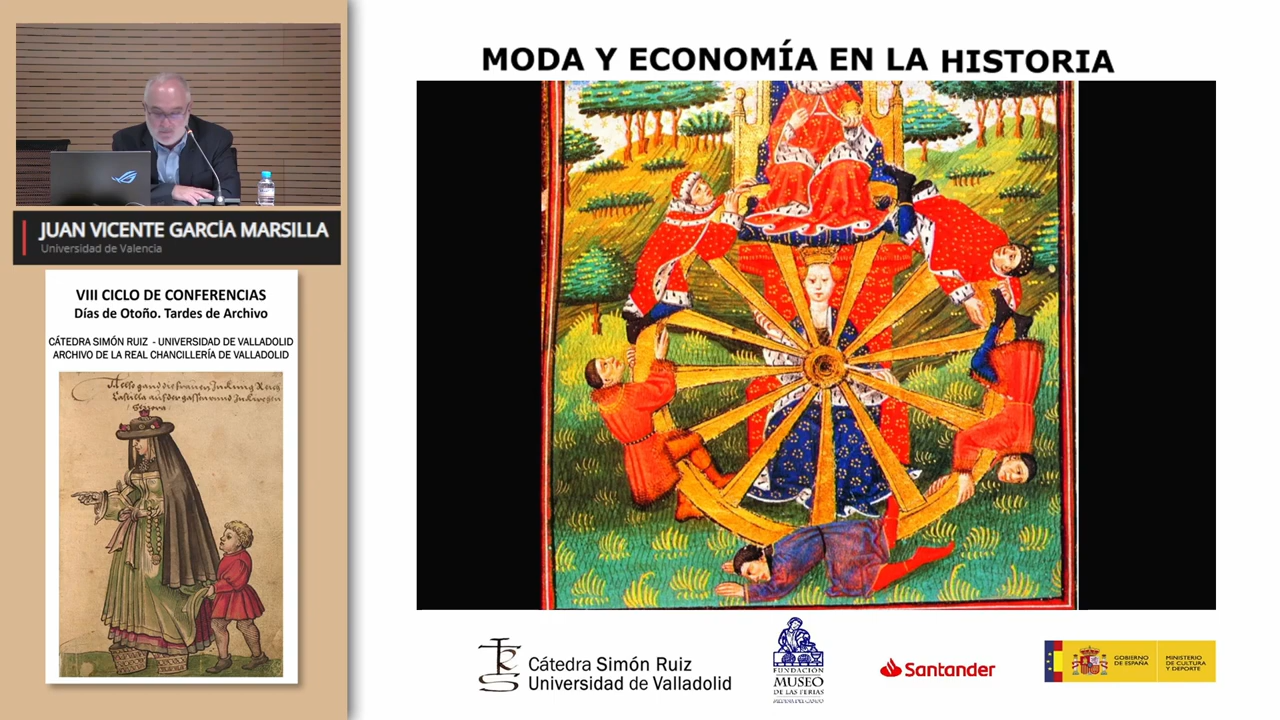 MODA Y ECONOMÍA EN LA HISTORIA
JUAN VICENTE GARCÍA MARSILLA
Universidad de Valencia
VIII CICLO DE CONFERENCIAS
Días de Otoño. Tardes de Archivo
CÁTEDRA SIMÓN RUIZ - UNIVERSIDAD DE VALLADOLID
ARCHIVO DE LA REAL CHANCILLERÍA DE VALLADOLID
Cátedra Simón Ruiz
Universidad de Valladolid
FUNDACIÓN
MUSEO
DE LAS FERIAS
Santander
GOBIERNO
DE ESPAÑA
MINISTERIO
DE CULTURA
Y DEPORTE